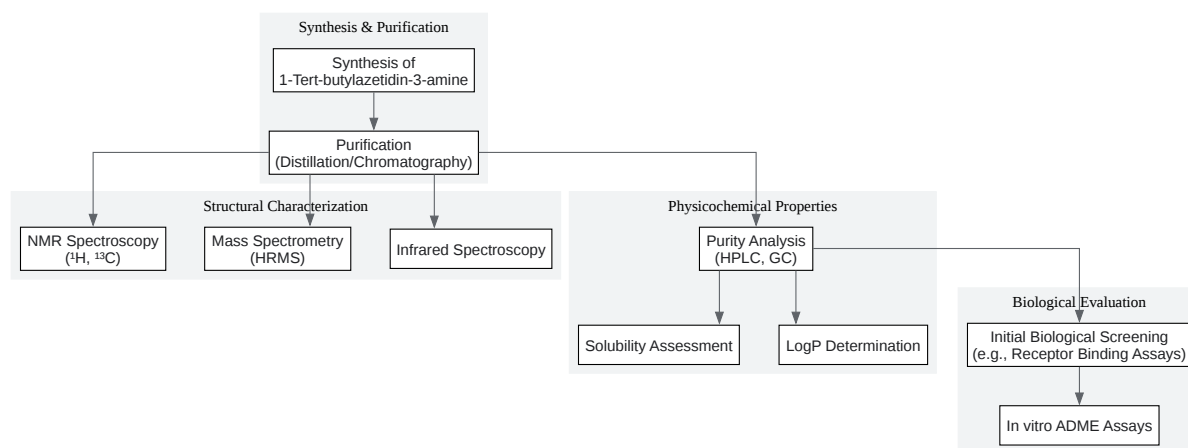 Synthesis & Purification
Synthesis of
1-Tert-butylazetidin-3-amine
Purification
(Distillation/Chromatography)
Structural Characterization
NMR Spectroscopy
(¹H, ¹³C)
Mass Spectrometry
(HRMS)
Infrared Spectroscopy
Physicochemical Properties
Purity Analysis
(HPLC, GC)
Solubility Assessment
LogP Determination
Biological Evaluation
Initial Biological Screening
(e.g., Receptor Binding Assays)
In vitro ADME Assays